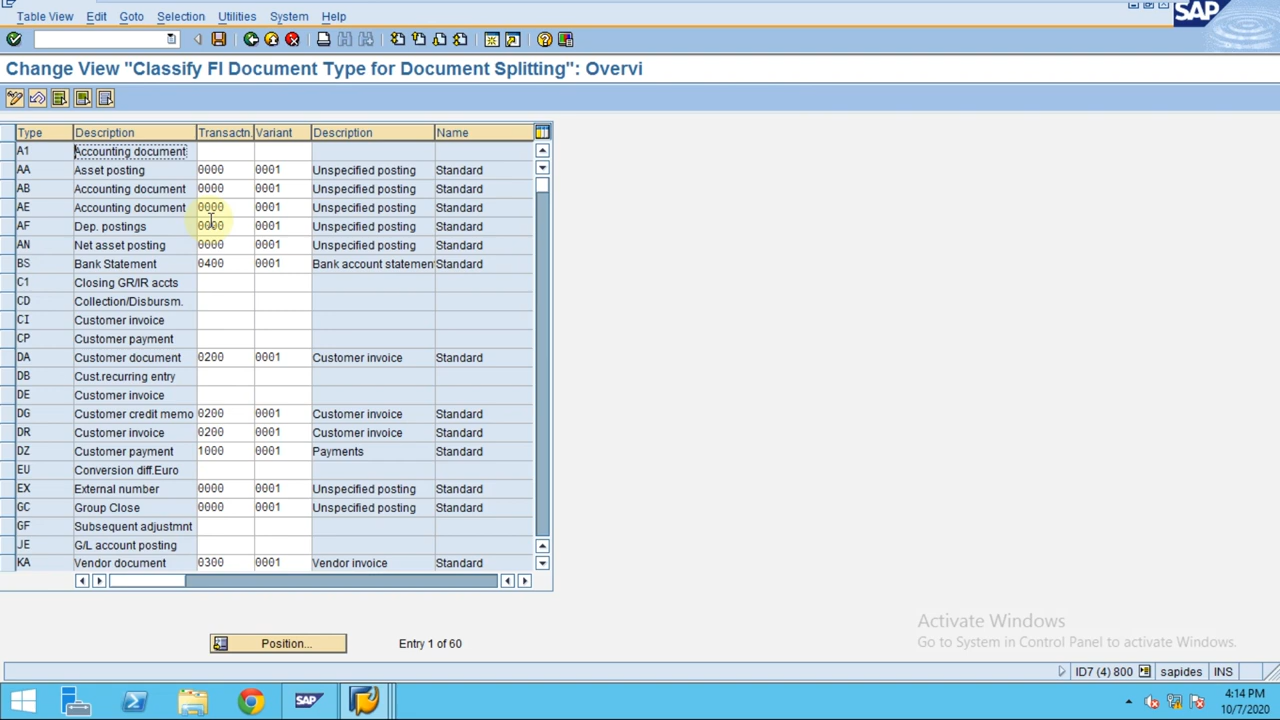 Table View Edit Goto Selection Utilities System Help
SAP
Change View "Classify FI Document Type for Document Splitting": Overvi
Type Description Transactn. Variant Description Name
A1 Accounting document
AA Asset posting 0000 0001 Unspecified posting Standard
AB Accounting document 0000 0001 Unspecified posting Standard
AE Accounting document 0000 0001 Unspecified posting Standard
AF Dep. postings 0000 0001 Unspecified posting Standard
AN Net asset posting 0000 0001 Unspecified posting Standard
BS Bank Statement 0400 0001 Bank account statemen Standard
C1 Closing GR/IR accts
CD Collection/Disbursm.
CI Customer invoice
CP Customer payment
DA Customer document 0200 0001 Customer invoice Standard
DB Cust.recurring entry
DE Customer invoice
DG Customer credit memo 0200 0001 Customer invoice Standard
DR Customer invoice 0200 0001 Customer invoice Standard
DZ Customer payment 1000 0001 Payments Standard
EU Conversion diff.Euro
EX External number 0000 0001 Unspecified posting Standard
GC Group Close 0000 0001 Unspecified posting Standard
GF Subsequent adjustmnt
JE G/L account posting
KA Vendor document 0300 0001 Vendor invoice Standard
Position... Entry 1 of 60
Activate Windows
Go to System in Control Panel to activate Windows.
ID7 (4) 800 sapides INS
SAP
4:14 PM
10/7/2020